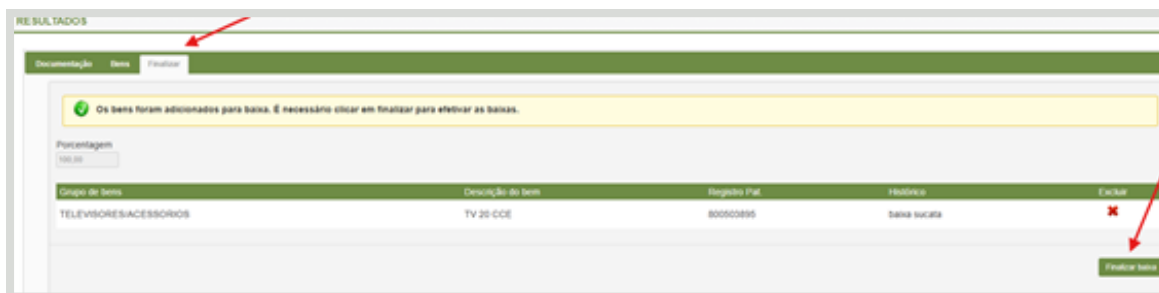 RESULTADOS
Documentação Bens Finalizar
Os bens foram adicionados para baixa. É necessário clicar em finalizar para efetivar as baixas.
Porcentagem
100,00
Grupo de bens Descrição do bem Registro Pat. Histórico Excluir
TELEVISORES/ACESSORIOS TV 20 CCE 800503895 baixa sucata
Finalizar baixa